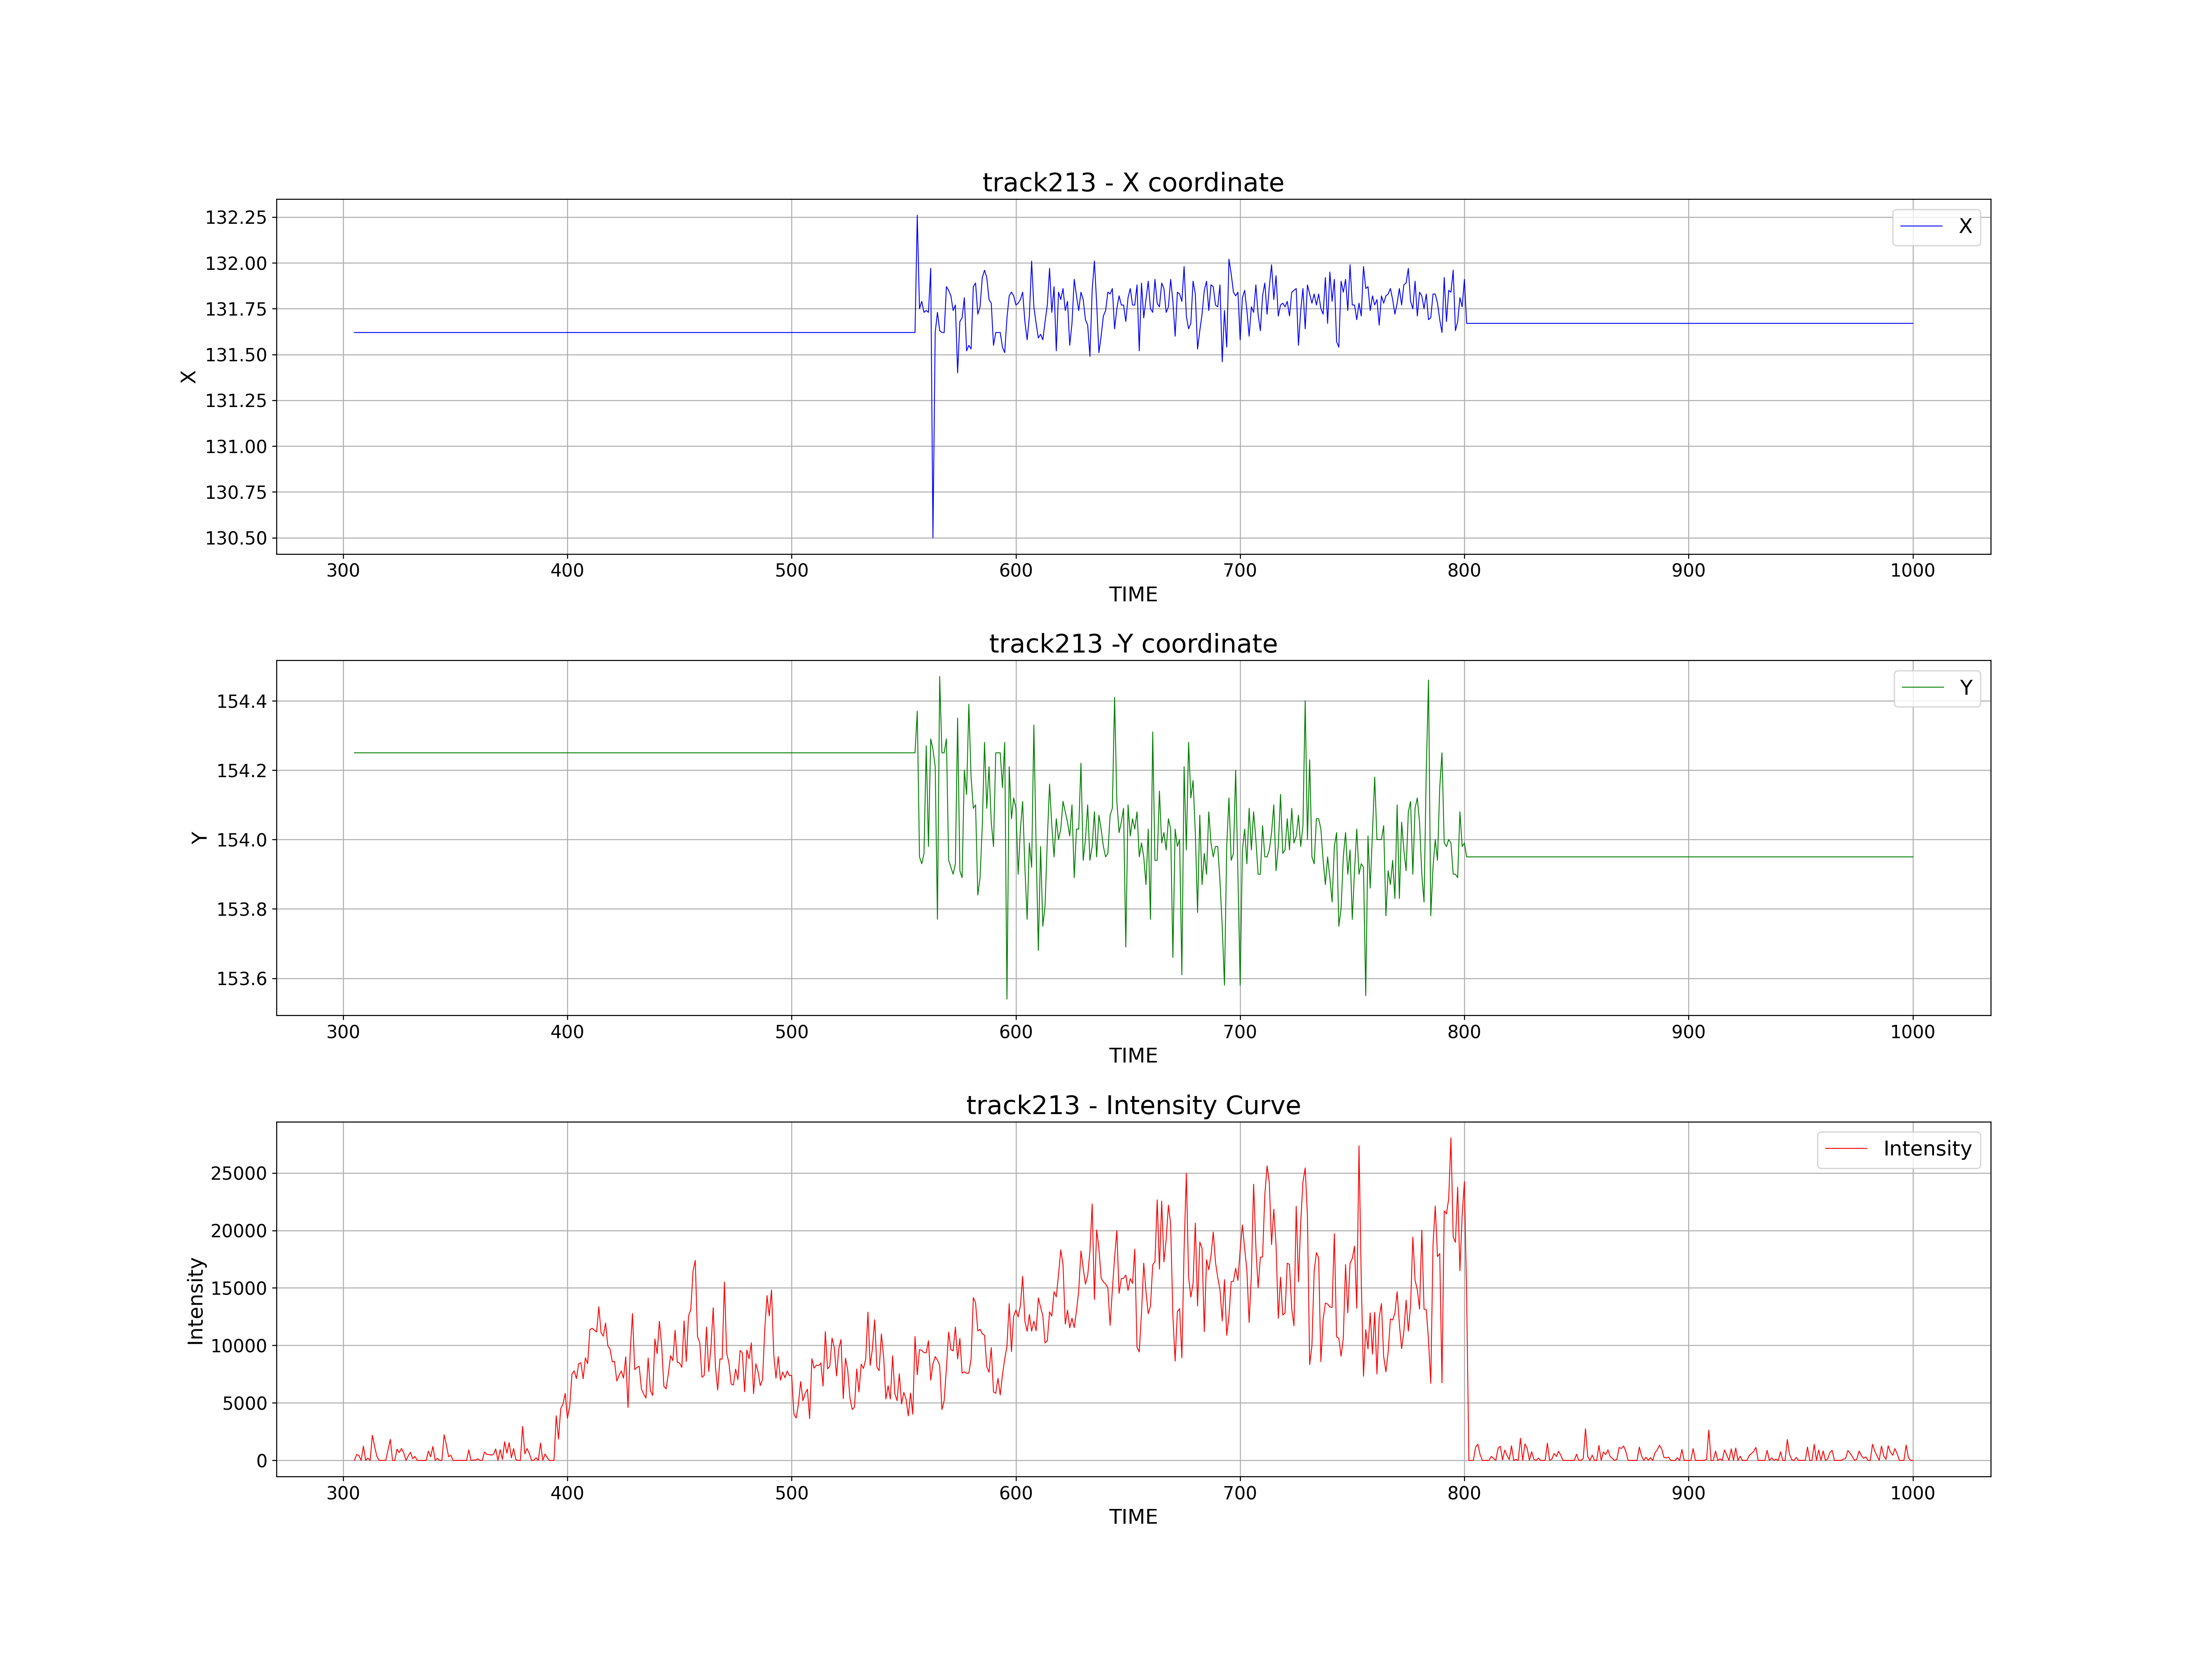 track213 - X coordinate
132.25
132.00
131.75
131.50
131.25
131.00
130.75
130.50
X
X
300 400 500 600 700 800 900 1000
TIME
track213 -Y coordinate
154.4
154.2
154.0
153.8
153.6
Y
Y
300 400 500 600 700 800 900 1000
TIME
track213 - Intensity Curve
25000
20000
15000
10000
5000
0
Intensity
Intensity
300 400 500 600 700 800 900 1000
TIME